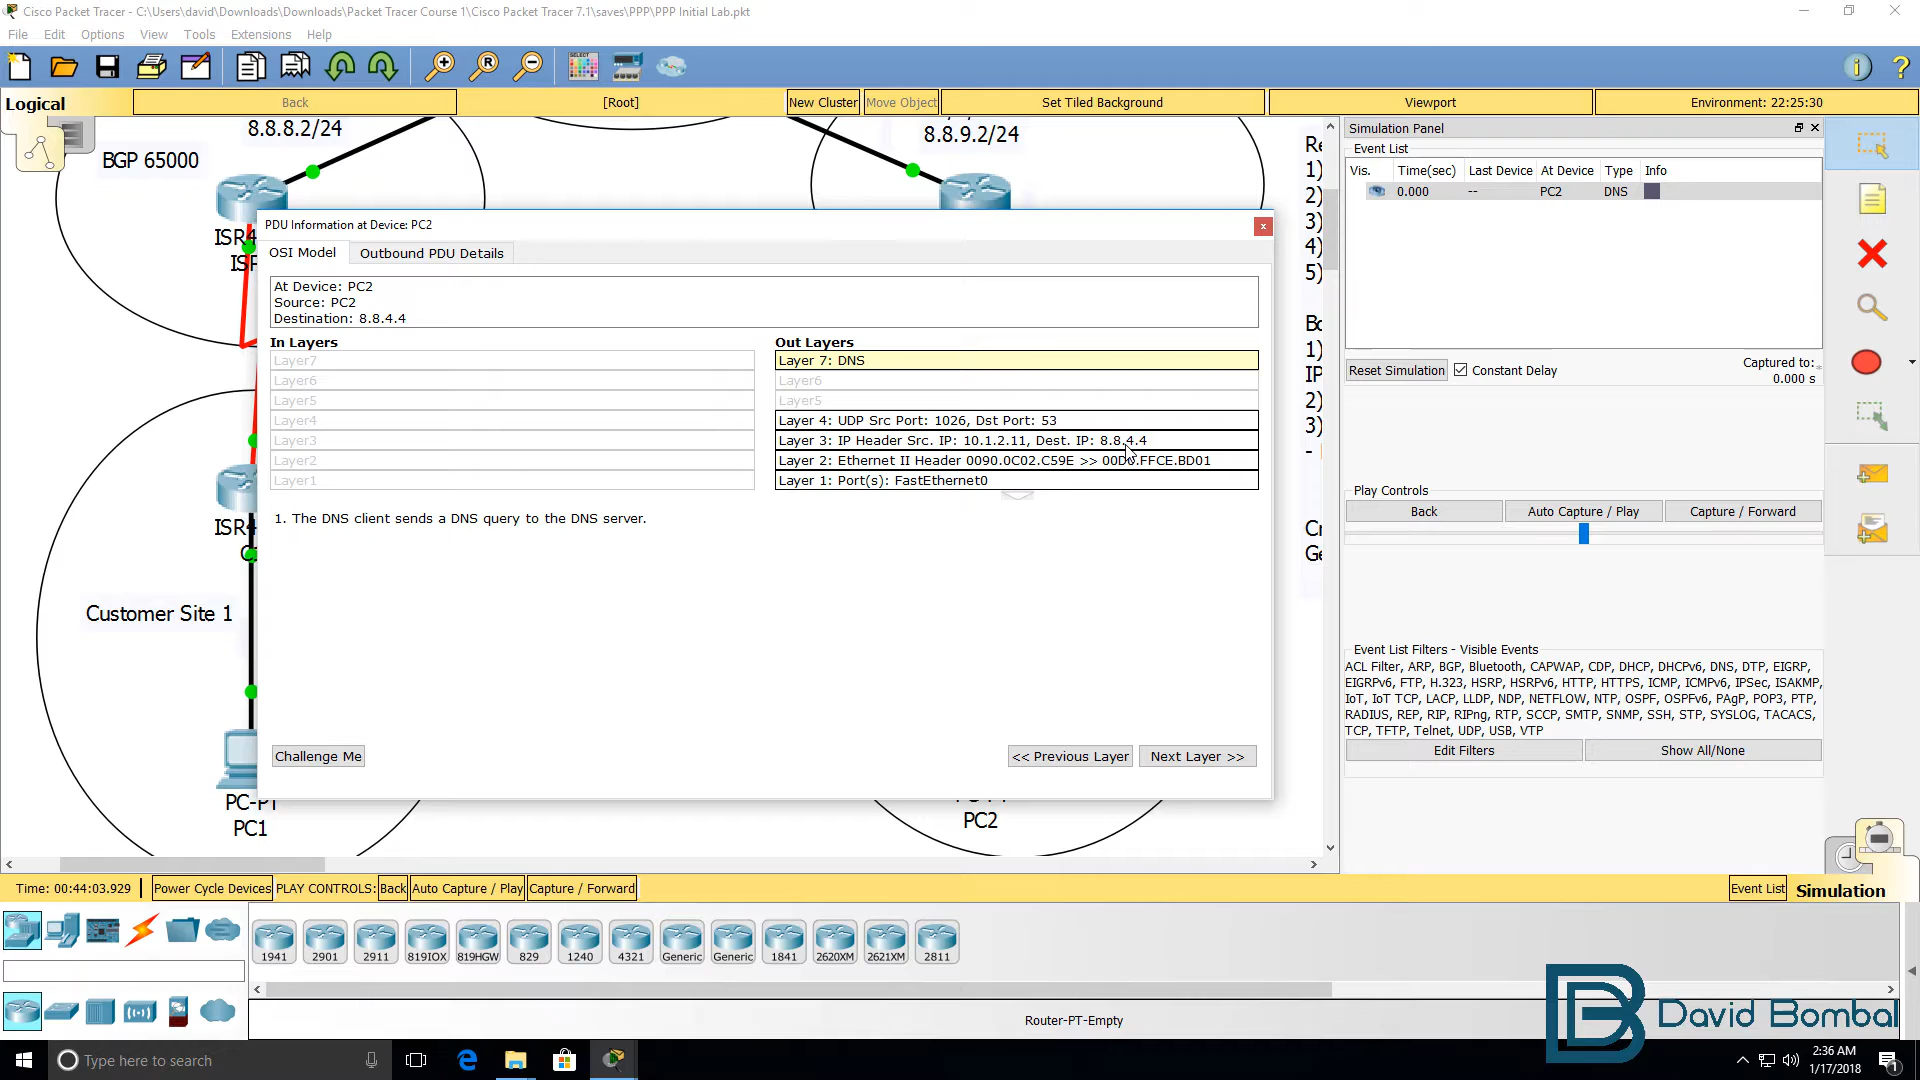 Cisco Packet Tracer - C:\Users\david\Downloads\Downloads\Packet Tracer Course 1\Cisco Packet Tracer 7.1\saves\PPP\PPP Initial Lab.pkt
File Edit Options View Tools Extensions Help
Logical Back [Root] New Cluster Move Object Set Tiled Background Viewport Environment: 22:25:30
8.8.8.2/24
8.8.9.2/24
BGP 65000
ISR4
Customer Site 1
PC1
PC2
Re
1)
2)
3)
4)
5)
1)
IP
2)
3)
-
Ge
PDU Information at Device: PC2
OSI Model Outbound PDU Details
At Device: PC2
Source: PC2
Destination: 8.8.4.4
In Layers Out Layers
Layer7 Layer 7: DNS
Layer6 Layer6
Layer5 Layer5
Layer4 Layer 4: UDP Src Port: 1026, Dst Port: 53
Layer3 Layer 3: IP Header Src. IP: 10.1.2.11, Dest. IP: 8.8.4.4
Layer2 Layer 2: Ethernet II Header 0090.0C02.C59E >> 00D0.FFCE.BD01
Layer1 Layer 1: Port(s): FastEthernet0
1. The DNS client sends a DNS query to the DNS server.
Challenge Me << Previous Layer Next Layer >>
Simulation Panel
Event List
Vis. Time(sec) Last Device At Device Type Info
0.000 -- PC2 DNS
Reset Simulation Constant Delay
Captured to:
0.000 s
Play Controls
Back Auto Capture / Play Capture / Forward
Event List Filters - Visible Events
ACL Filter, ARP, BGP, Bluetooth, CAPWAP, CDP, DHCP, DHCPv6, DNS, DTP, EIGRP,
EIGRPv6, FTP, H.323, HSRP, HSRPv6, HTTP, HTTPS, ICMP, ICMPv6, IPSec, ISAKMP,
IoT, IoT TCP, LACP, LLDP, NDP, NETFLOW, NTP, OSPF, OSPFv6, PAgP, POP3, PTP,
RADIUS, REP, RIP, RIPng, RTP, SCCP, SMTP, SNMP, SSH, STP, SYSLOG, TACACS,
TCP, TFTP, Telnet, UDP, USB, VTP
Edit Filters Show All/None
Time: 00:44:03.929 Power Cycle Devices PLAY CONTROLS: Back Auto Capture / Play Capture / Forward Event List Simulation
1941 2901 2911 819IOX 819HGW 829 1240 4321 Generic Generic 1841 2620XM 2621XM 2811
Router-PT-Empty
David Bombal
Type here to search
2:36 AM
1/17/2018
1